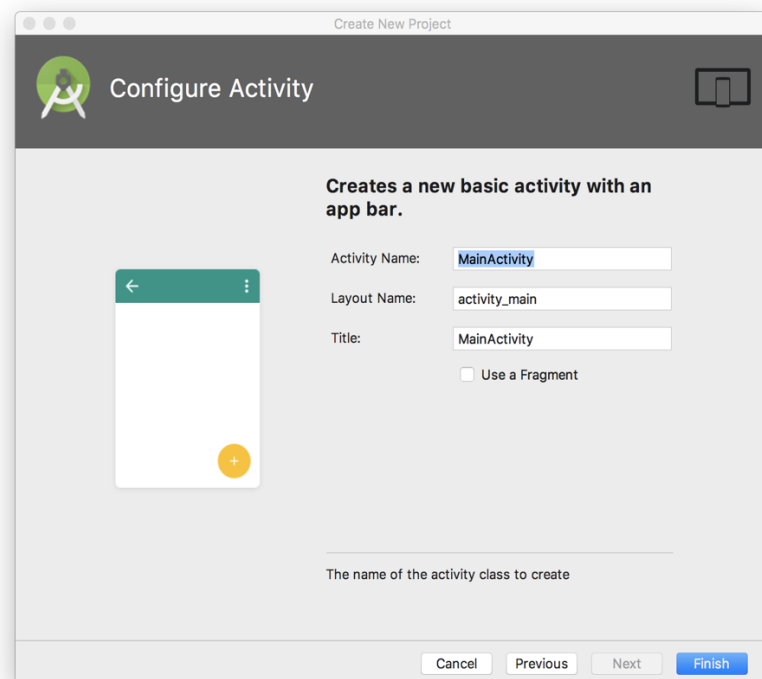 Create New Project
Configure Activity
Creates a new basic activity with an
app bar.
Activity Name: MainActivity
Layout Name: activity_main
Title: MainActivity
Use a Fragment
The name of the activity class to create
Cancel Previous Next Finish